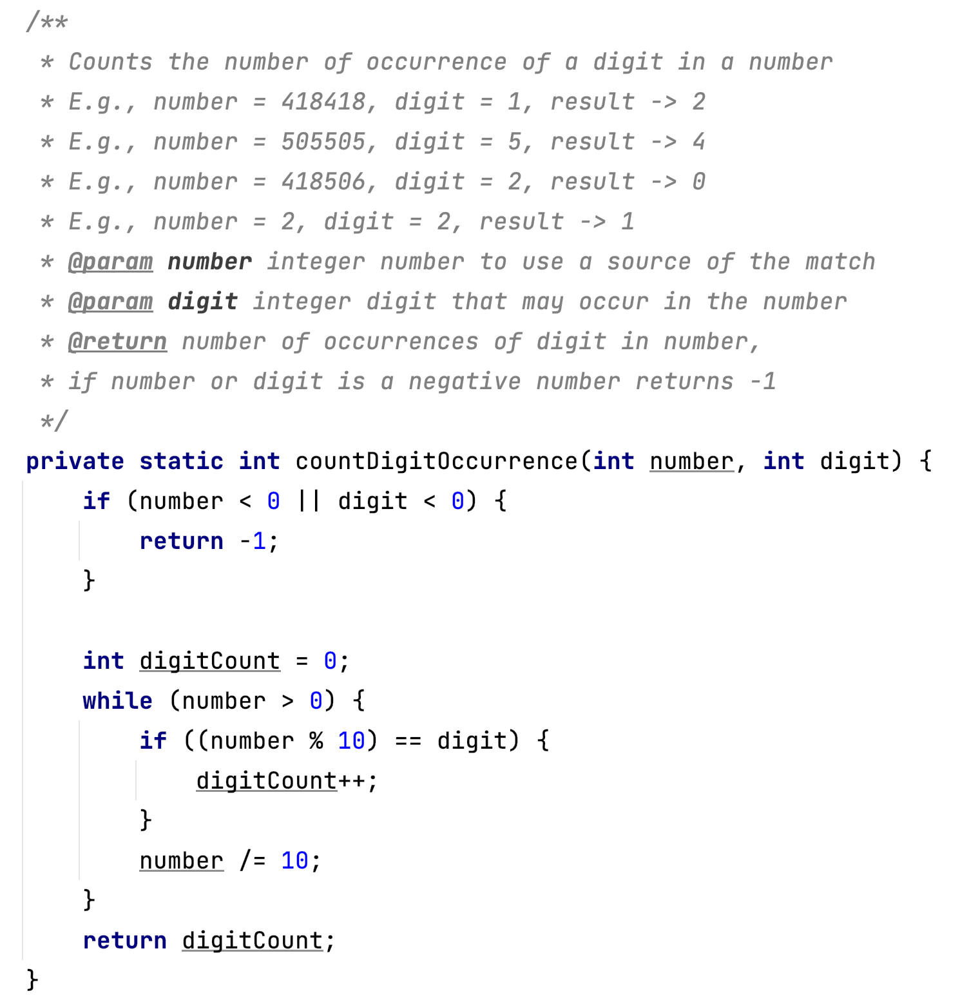 /**
 * Counts the number of occurrence of a digit in a number
 * E.g., number = 418418, digit = 1, result -> 2
 * E.g., number = 505505, digit = 5, result -> 4
 * E.g., number = 418506, digit = 2, result -> 0
 * E.g., number = 2, digit = 2, result -> 1
 * @param number integer number to use a source of the match
 * @param digit integer digit that may occur in the number
 * @return number of occurrences of digit in number,
 * if number or digit is a negative number returns -1
 */
private static int countDigitOccurrence(int number, int digit) {
    if (number < 0 || digit < 0) {
        return -1;
    }

    int digitCount = 0;
    while (number > 0) {
        if ((number % 10) == digit) {
            digitCount++;
        }
        number /= 10;
    }
    return digitCount;
}